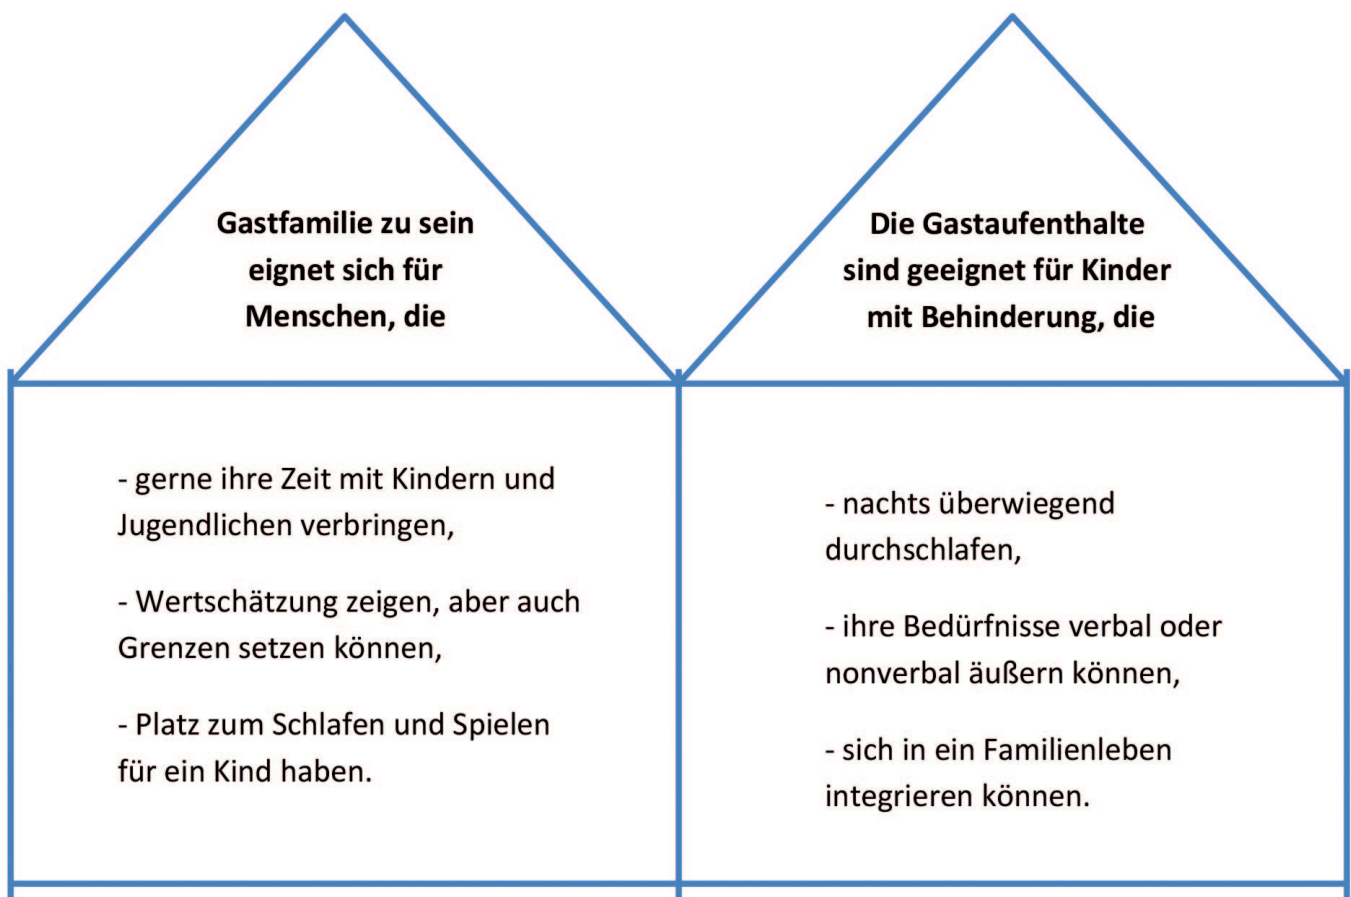 Gastfamilie zu sein
eignet sich für
Menschen, die
- gerne ihre Zeit mit Kindern und
Jugendlichen verbringen,
- Wertschätzung zeigen, aber auch
Grenzen setzen können,
- Platz zum Schlafen und Spielen
für ein Kind haben.
Die Gastaufenthalte
sind geeignet für Kinder
mit Behinderung, die
- nachts überwiegend
durchschlafen,
- ihre Bedürfnisse verbal oder
nonverbal äußern können,
- sich in ein Familienleben
integrieren können.